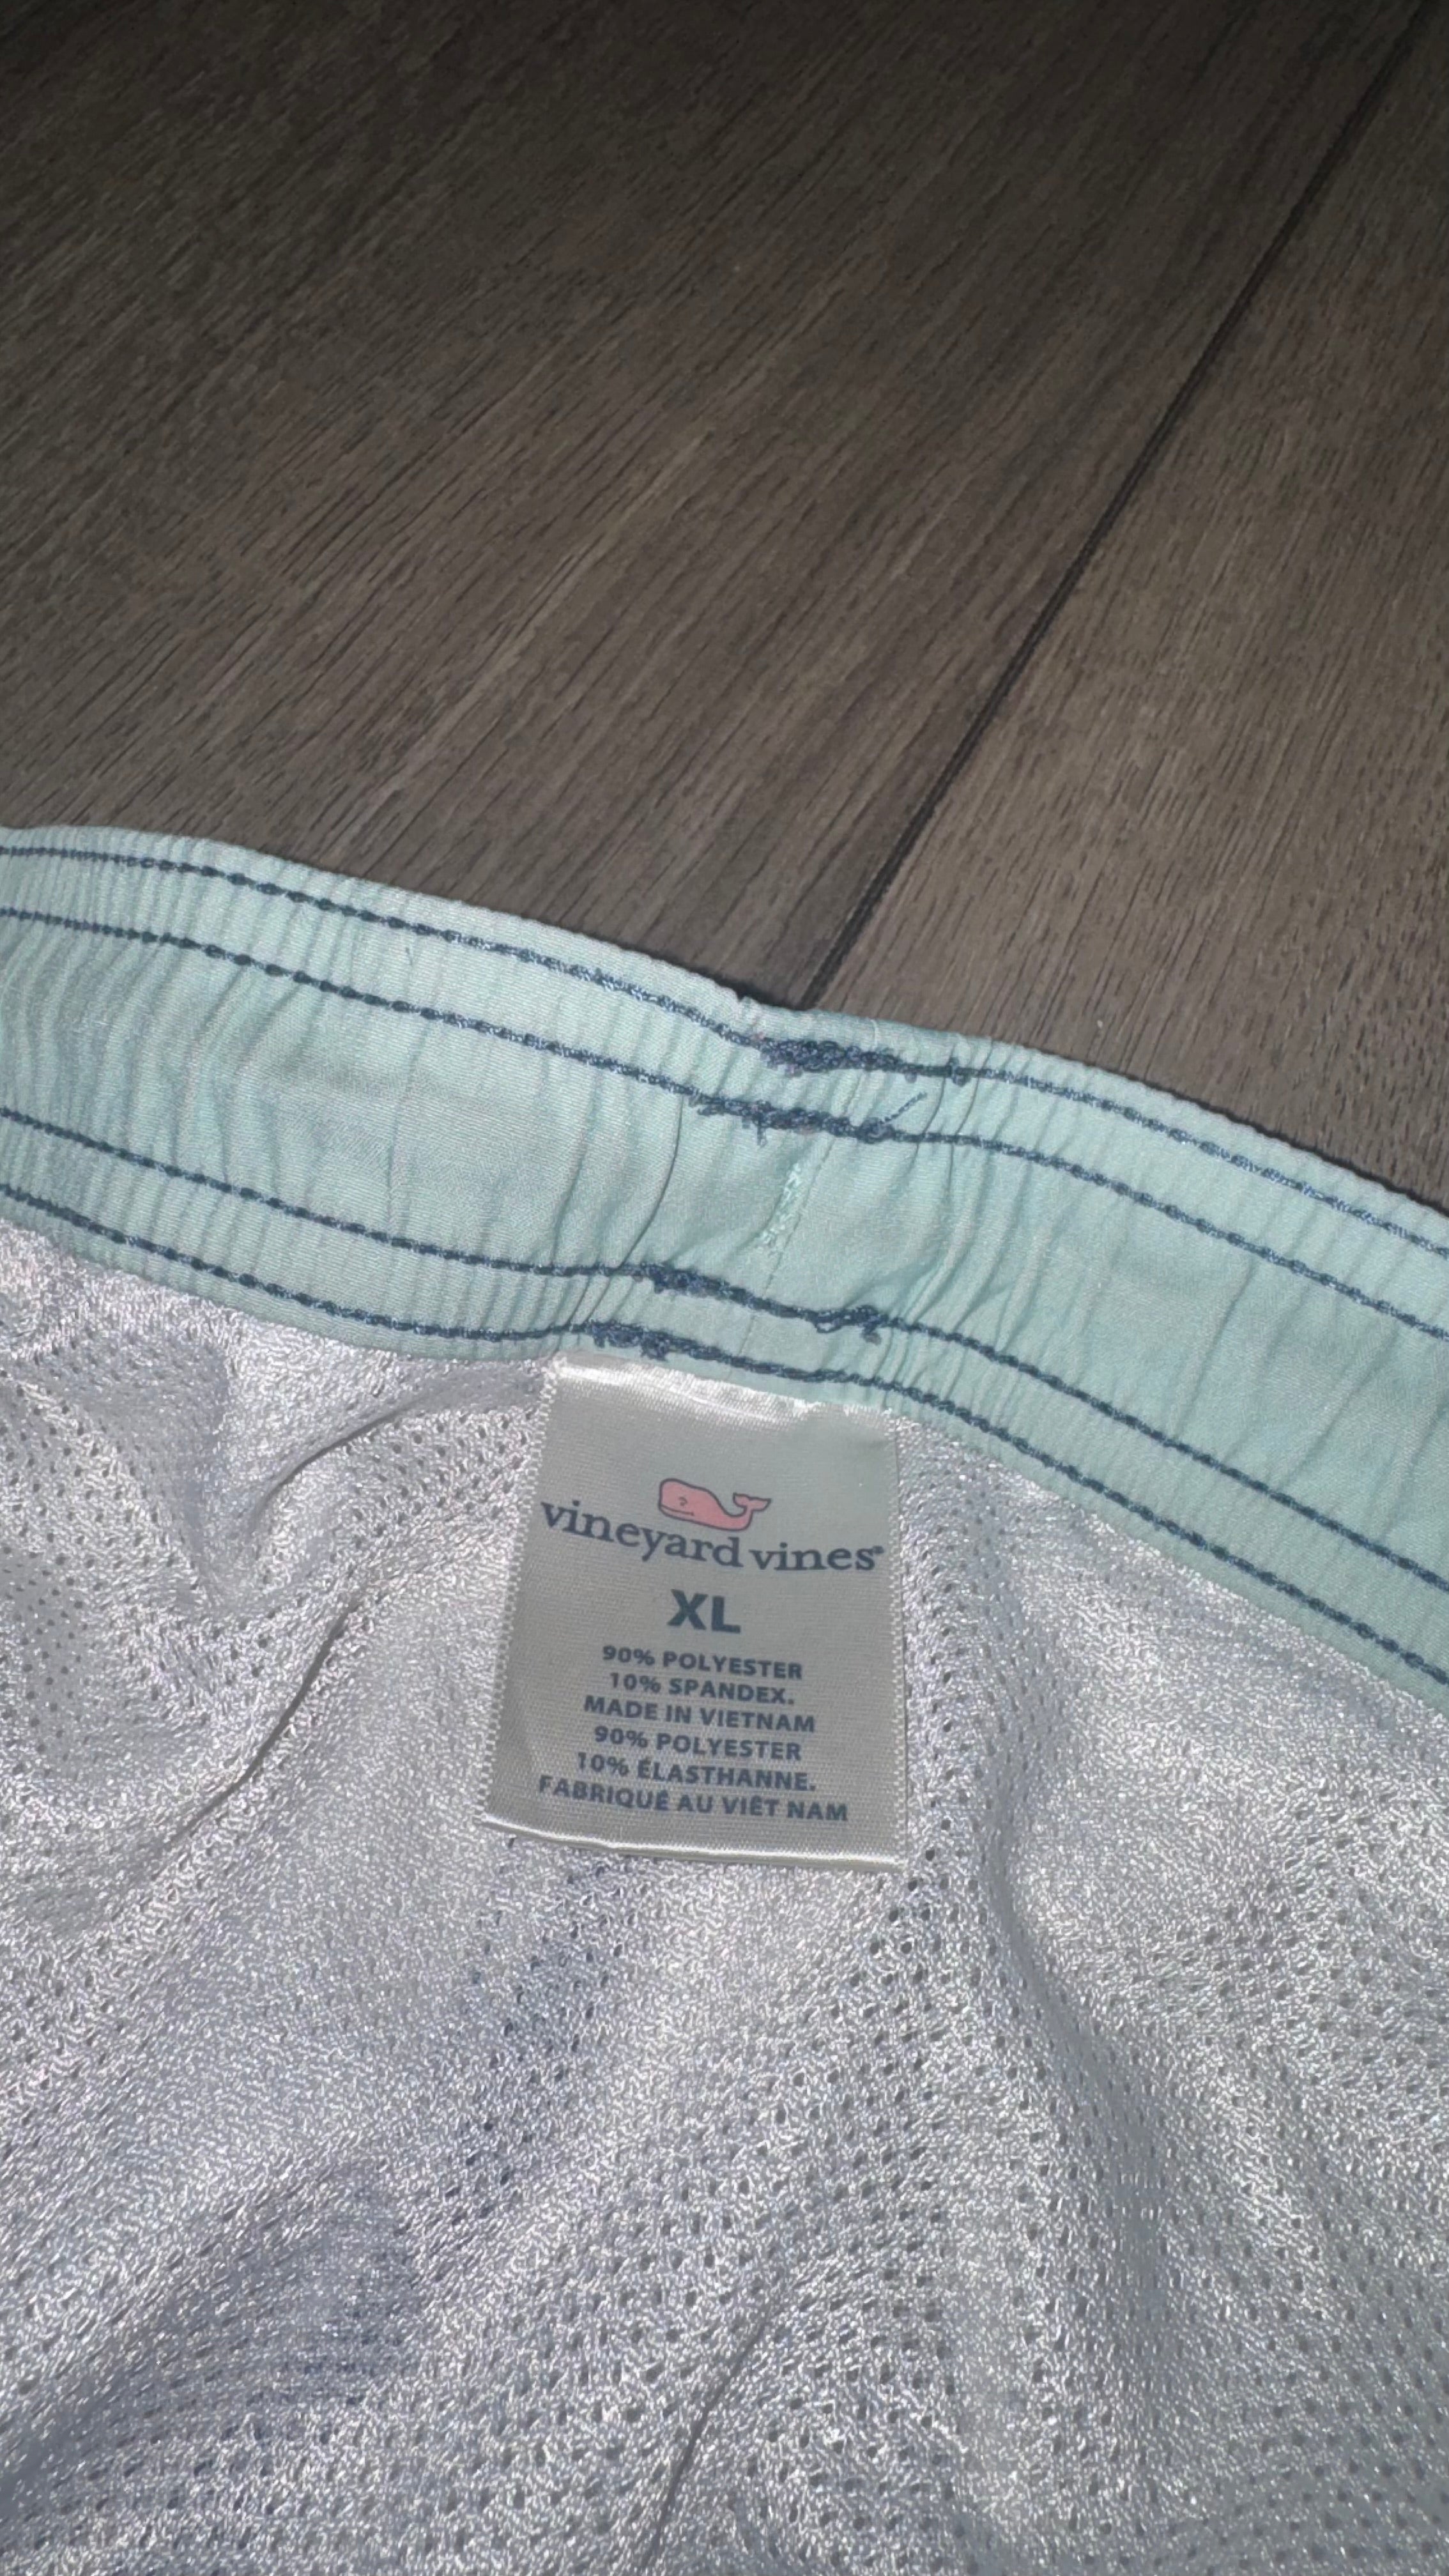 vineyard vines®
XL
90% POLYESTER
10% SPANDEX.
MADE IN VIETNAM
90% POLYESTER
10% ÉLASTHANNE.
FABRIQUÉ AU VIÊT NAM